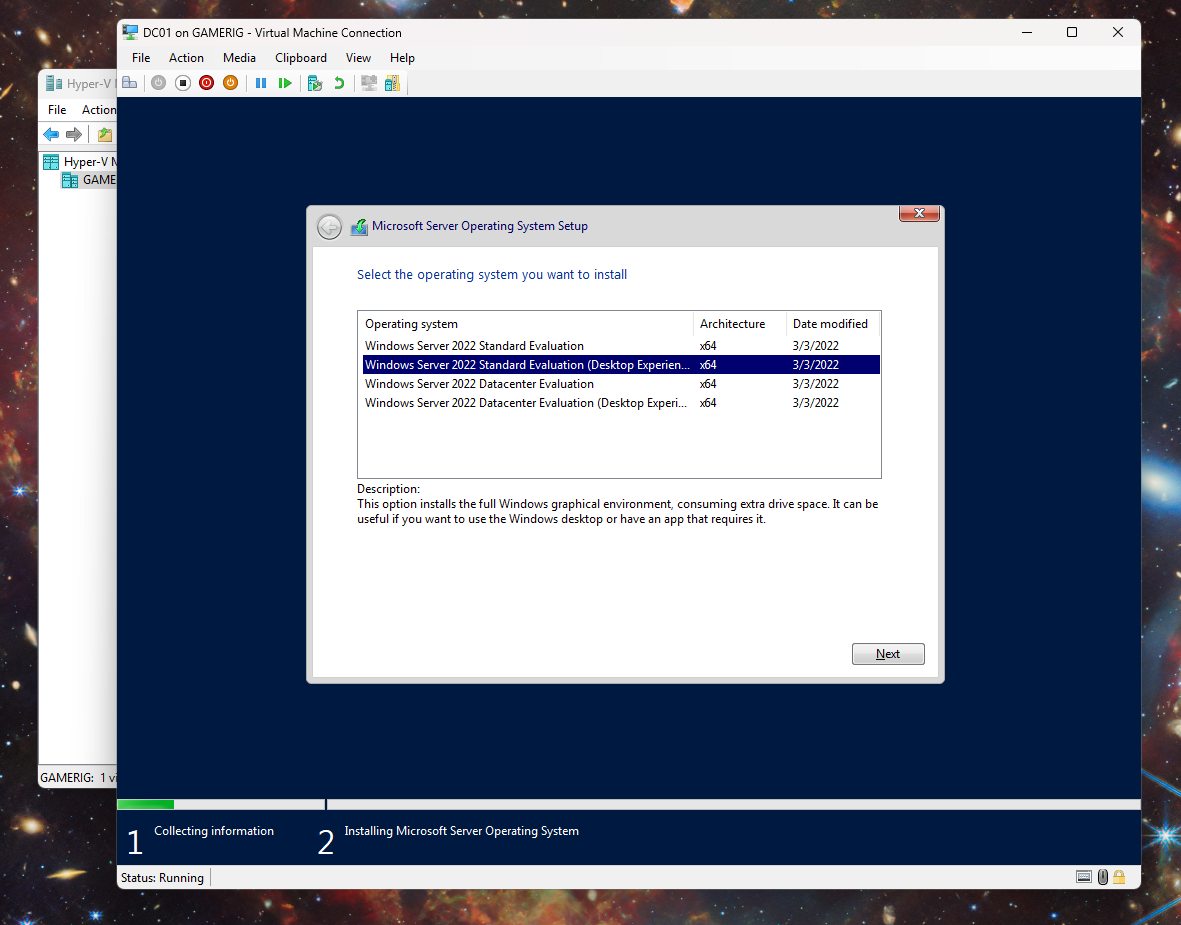 DC01 on GAMERIG - Virtual Machine Connection
File Action Media Clipboard View Help
Hyper-V
File Action
Hyper-V
GAME
GAMERIG: 1
Microsoft Server Operating System Setup
Select the operating system you want to install
Operating system Architecture Date modified
Windows Server 2022 Standard Evaluation x64 3/3/2022
Windows Server 2022 Standard Evaluation (Desktop Experien... x64 3/3/2022
Windows Server 2022 Datacenter Evaluation x64 3/3/2022
Windows Server 2022 Datacenter Evaluation (Desktop Experi... x64 3/3/2022
Description:
This option installs the full Windows graphical environment, consuming extra drive space. It can be
useful if you want to use the Windows desktop or have an app that requires it.
Next
1 Collecting information 2 Installing Microsoft Server Operating System
Status: Running